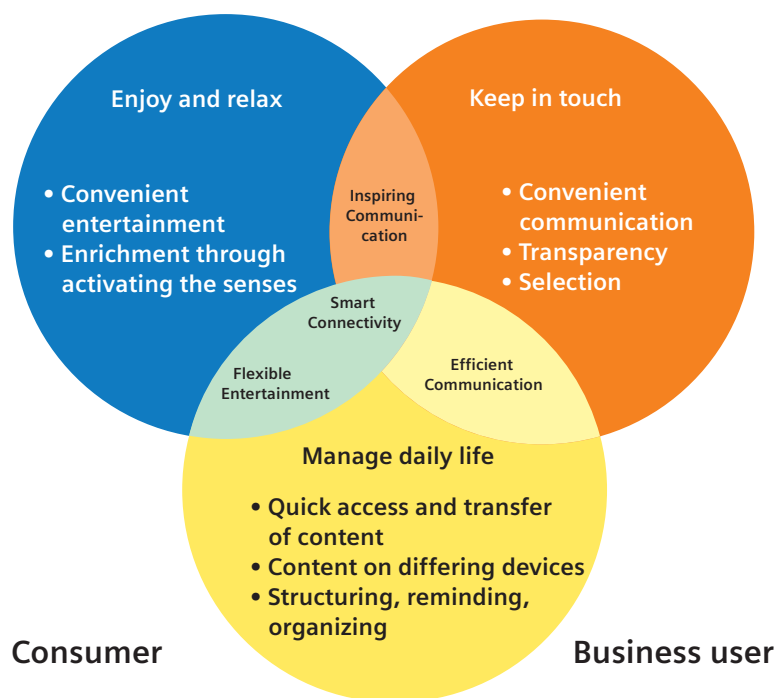 Enjoy and relax
• Convenient
entertainment
• Enrichment through
activating the senses
Keep in touch
• Convenient
communication
• Transparency
• Selection
Inspiring
Communi-
cation
Smart
Connectivity
Flexible
Entertainment
Efficient
Communication
Manage daily life
• Quick access and transfer
of content
• Content on differing devices
• Structuring, reminding,
organizing
Consumer
Business user